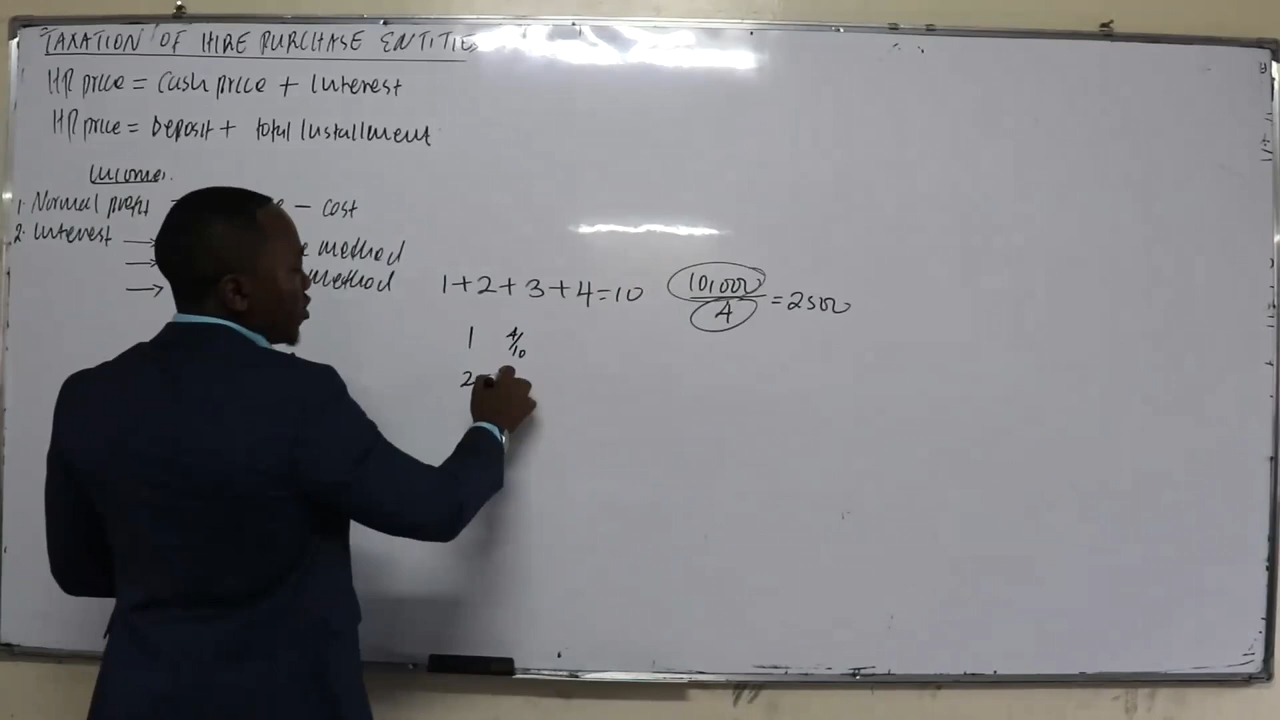 TAXATION OF HIRE PURCHASE ENTITIES
HP price = Cash price + Interest
HP price = Deposit + total Installment
Income.
1. Normal profit - cost
2. Interest → method
→
→ method
1+2+3+4=10
10,000
4
=2500
1 4/10
2